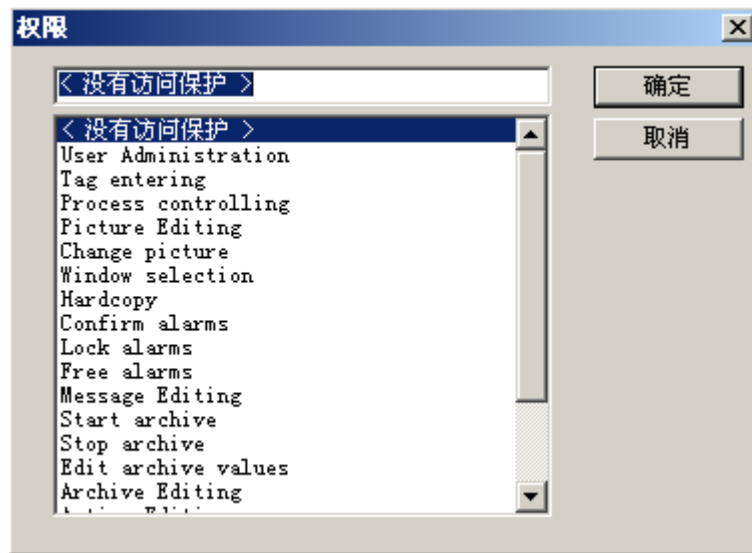 权限
< 没有访问保护 >
确定
< 没有访问保护 >
取消
User Administration
Tag entering
Process controlling
Picture Editing
Change picture
Window selection
Hardcopy
Confirm alarms
Lock alarms
Free alarms
Message Editing
Start archive
Stop archive
Edit archive values
Archive Editing